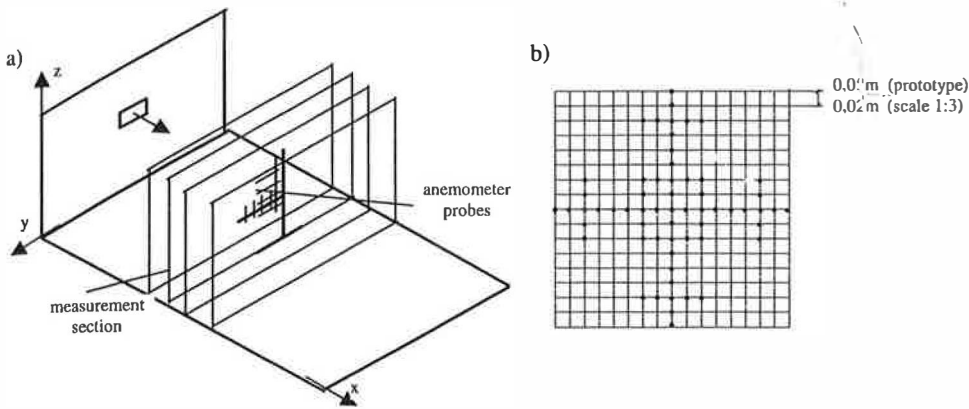 a)
z
y
anemometer
probes
measurement
section
x
b)
m (prototype)
m (scale 1:3)